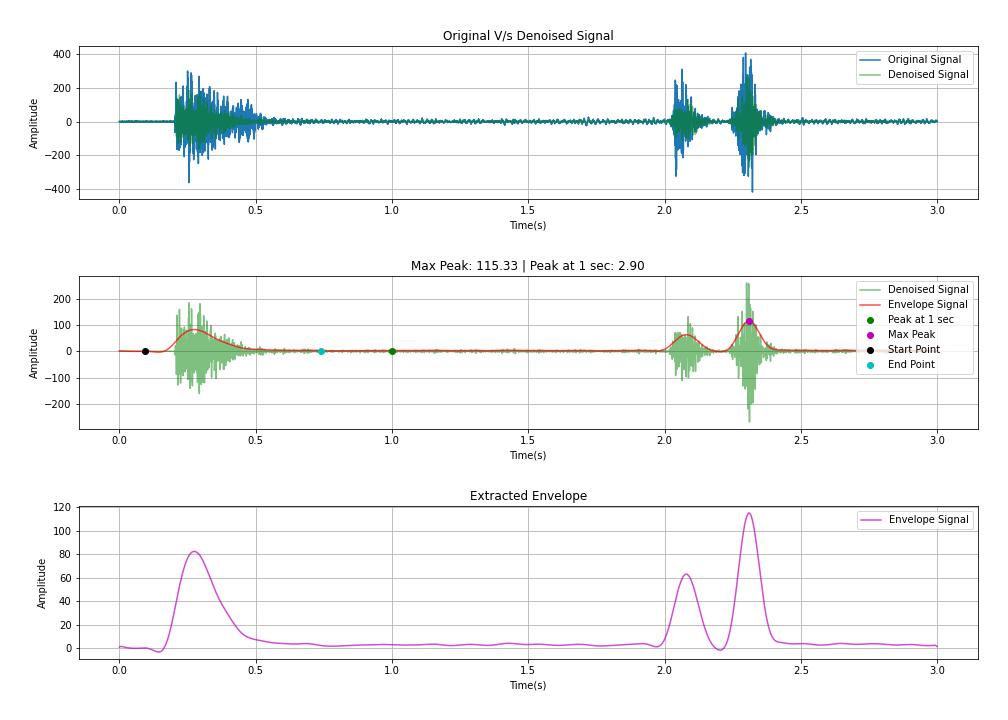 Original V/s Denoised Signal
400
200
0
−200
−400
Amplitude
Original Signal
Denoised Signal
0.0 0.5 1.0 1.5 2.0 2.5 3.0
Time(s)
Max Peak: 115.33 | Peak at 1 sec: 2.90
200
100
0
−100
−200
Amplitude
Denoised Signal
Envelope Signal
Peak at 1 sec
Max Peak
Start Point
End Point
0.0 0.5 1.0 1.5 2.0 2.5 3.0
Time(s)
Extracted Envelope
120
100
80
60
40
20
0
Amplitude
Envelope Signal
0.0 0.5 1.0 1.5 2.0 2.5 3.0
Time(s)